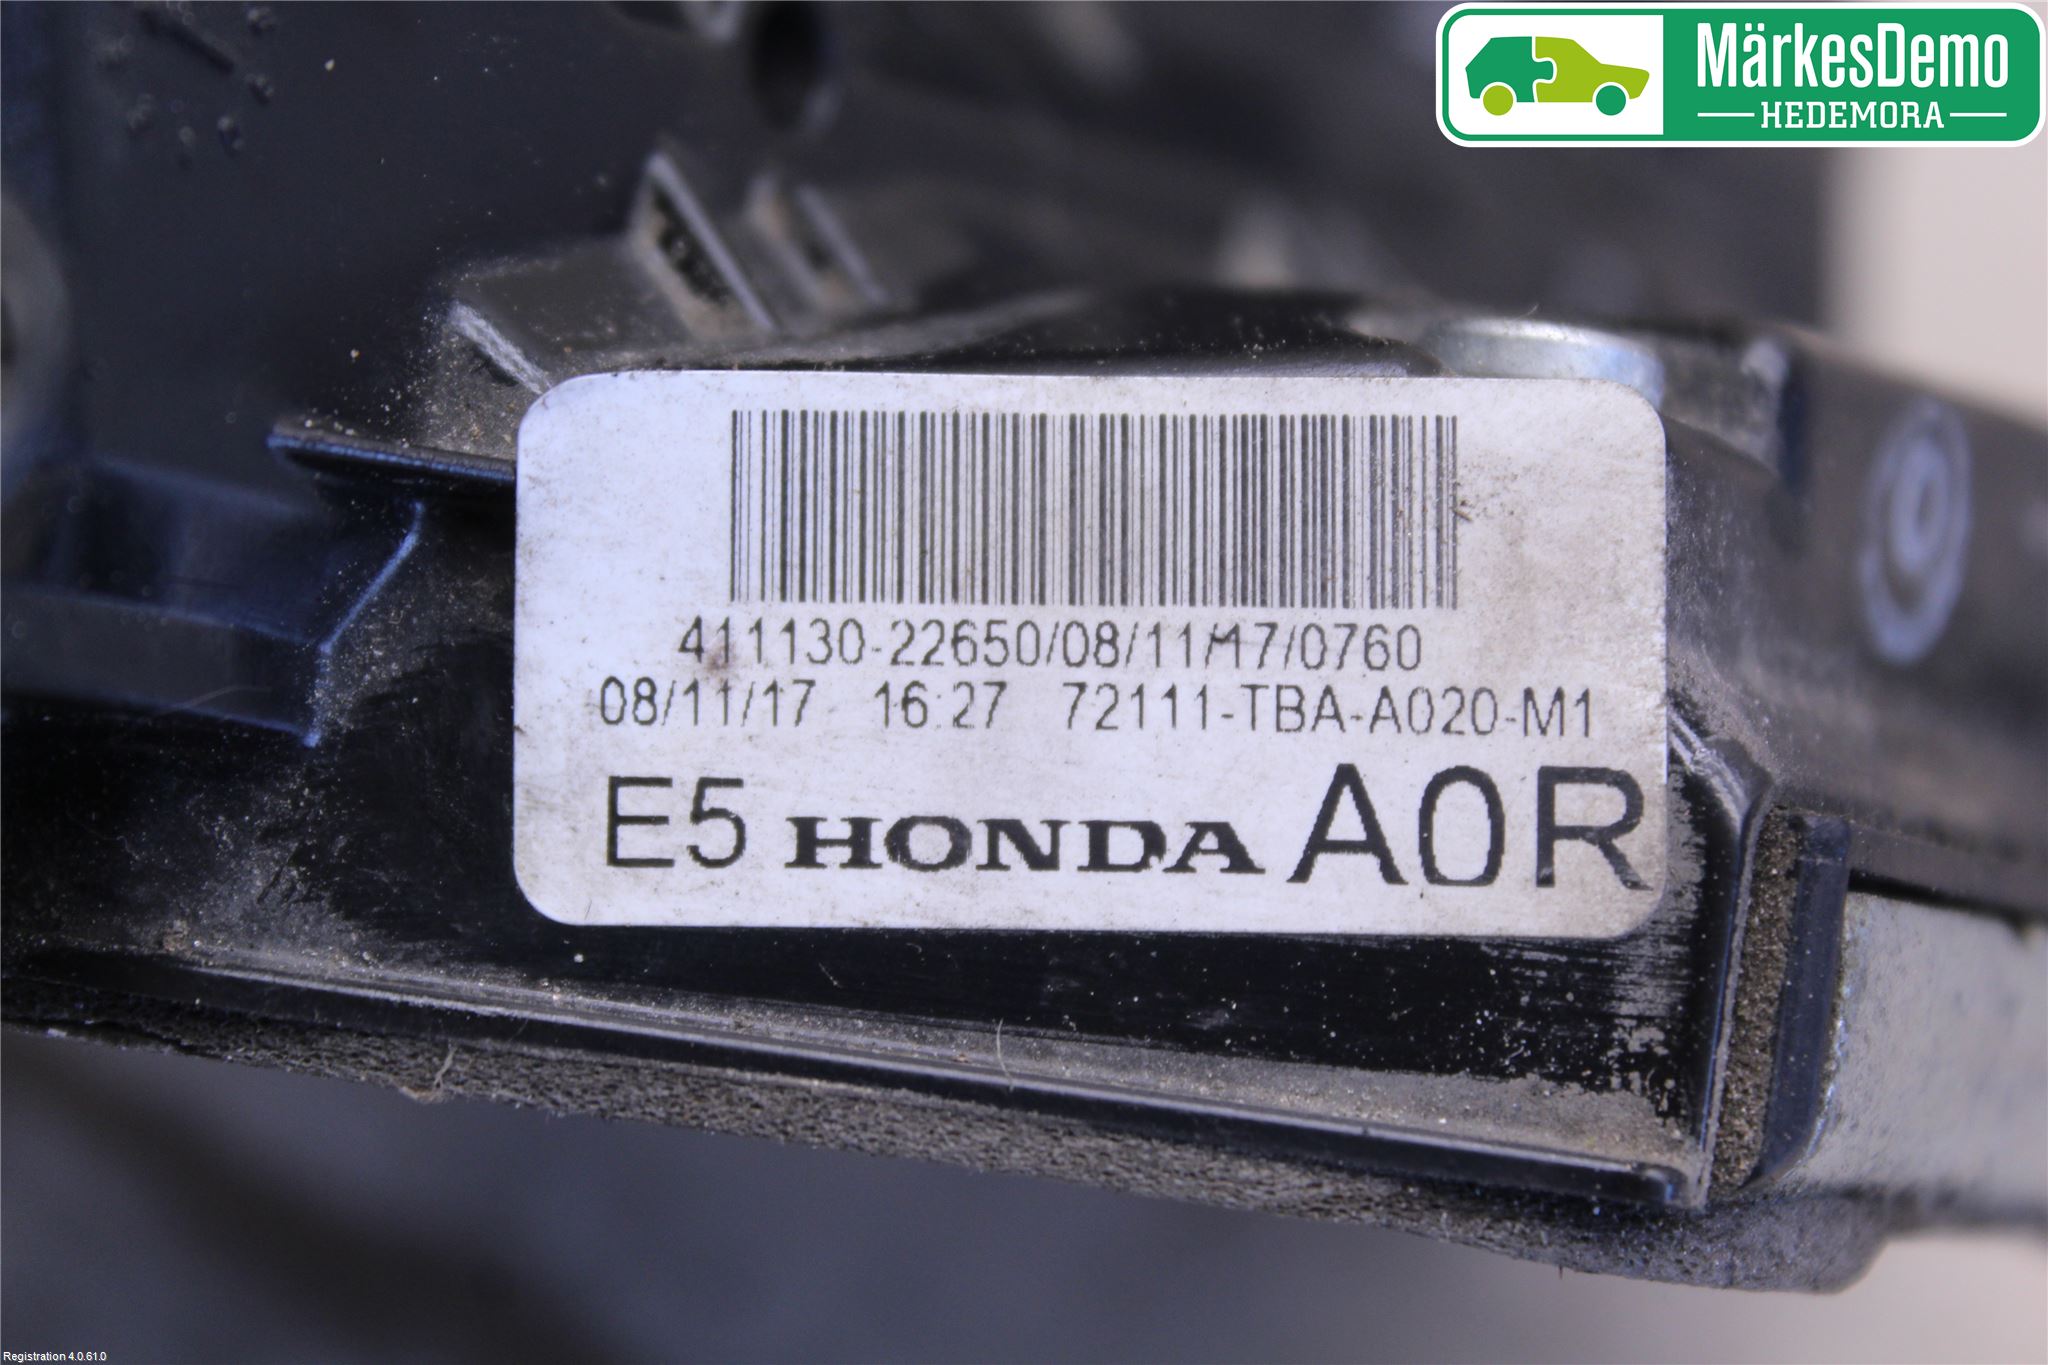 MärkesDemo
HEDEMORA
411130-22650/08/11/17/0760
08/11/17 16:27 72111-TBA-A020-M1
E5 HONDA A0R
Registration 4.0.61.0